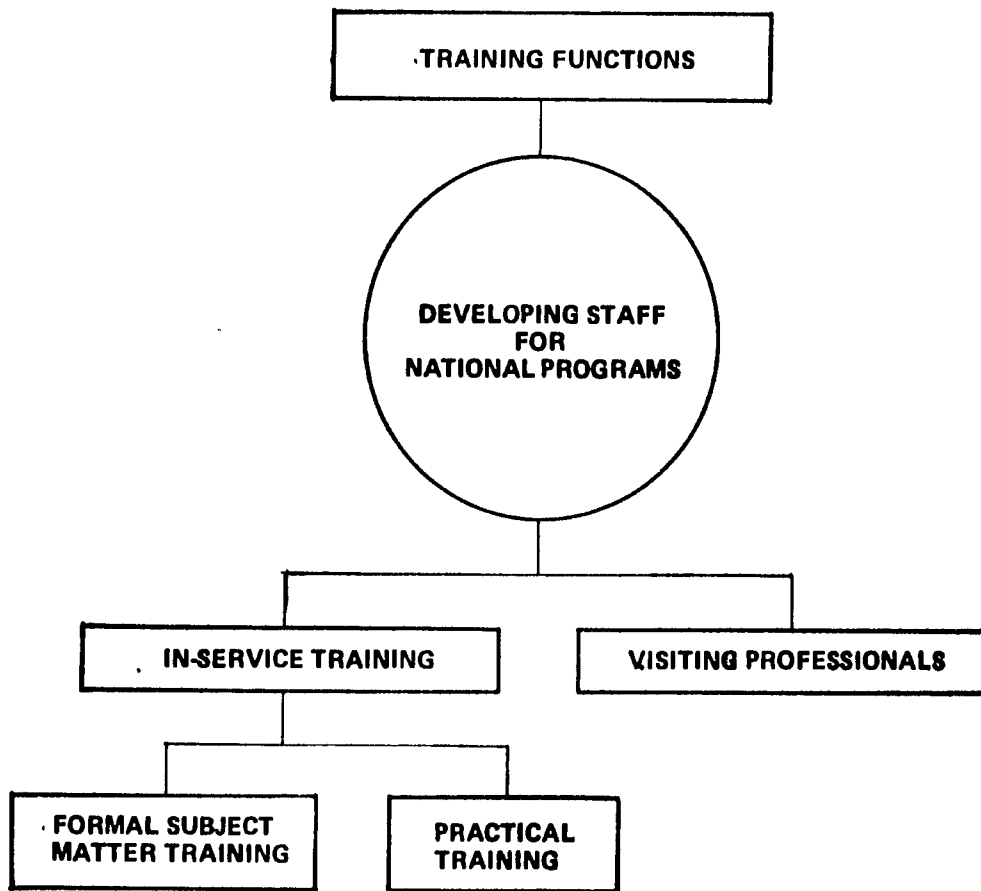 TRAINING FUNCTIONS
DEVELOPING STAFF
FOR
NATIONAL PROGRAMS
IN-SERVICE TRAINING
VISITING PROFESSIONALS
FORMAL SUBJECT
MATTER TRAINING
PRACTICAL
TRAINING